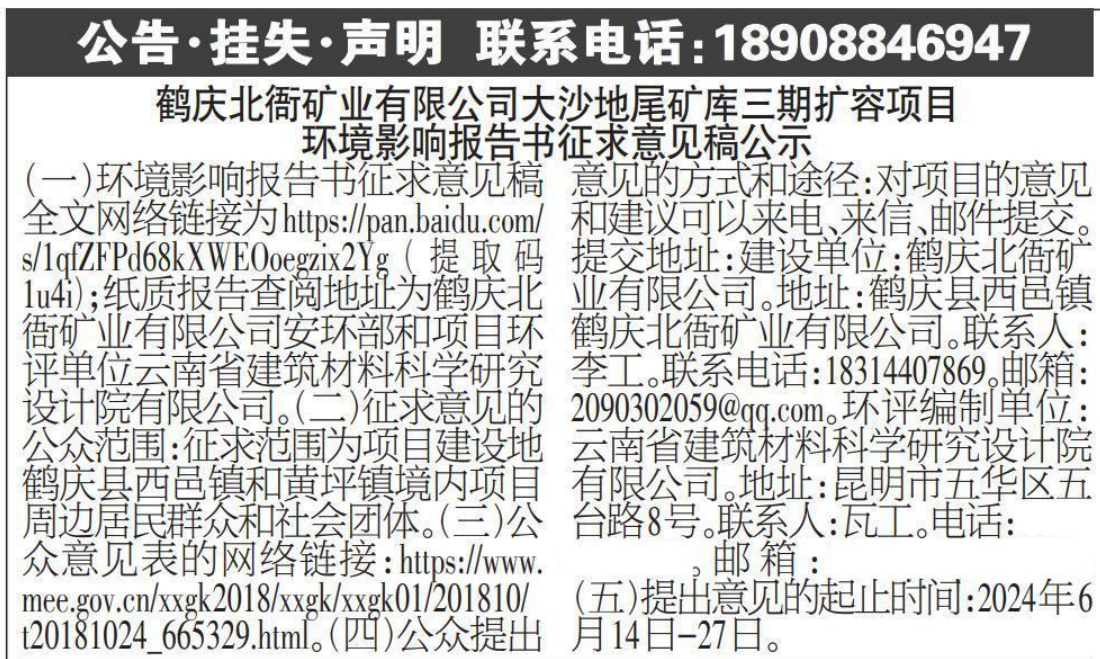 公告·挂失·声明 联系电话:18908846947
鹤庆北衙矿业有限公司大沙地尾矿库三期扩容项目
环境影响报告书征求意见稿公示
(一)环境影响报告书征求意见稿
全文网络链接为https://pan.baidu.com/
s/1qfZFPd68kXWEOoegzix2Yg(提取码
1u4i);纸质报告查阅地址为鹤庆北
衙矿业有限公司安环部和项目环
评单位云南省建筑材料科学研究
设计院有限公司。(二)征求意见的
公众范围:征求范围为项目建设地
鹤庆县西邑镇和黄坪镇境内项目
周边居民群众和社会团体。(三)公
众意见表的网络链接:https://www.
mee.gov.cn/xxgk2018/xxgk/xxgk01/201810/
t20181024_665329.html。(四)公众提出
意见的方式和途径:对项目的意见
和建议可以来电、来信、邮件提交。
提交地址:建设单位:鹤庆北衙矿
业有限公司。地址:鹤庆县西邑镇
鹤庆北衙矿业有限公司。联系人:
李工。联系电话:18314407869。邮箱:
2090302059@qq.com。环评编制单位:
云南省建筑材料科学研究设计院
有限公司。地址:昆明市五华区五
台路8号。联系人:瓦工。电话:
。邮箱:
(五)提出意见的起止时间:2024年6
月14日-27日。